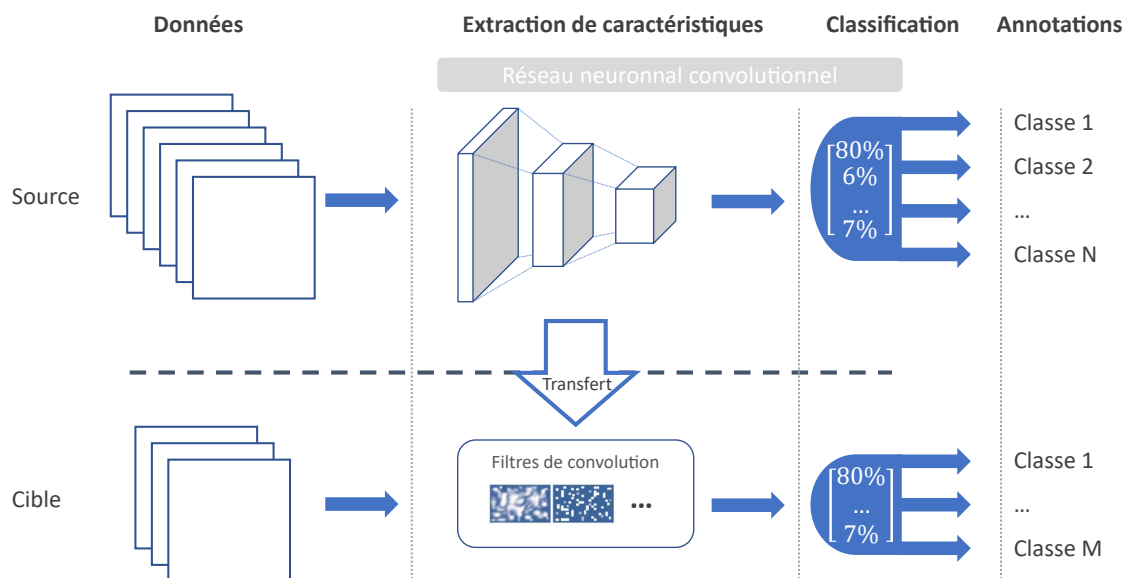 Données
Extraction de caractéristiques
Classification
Annotations
Réseau neuronnal convolutionnel
Source
80%
6%
...
7%
Classe 1
Classe 2
...
Classe N
Transfert
Cible
Filtres de convolution
...
80%
...
7%
Classe 1
...
Classe M